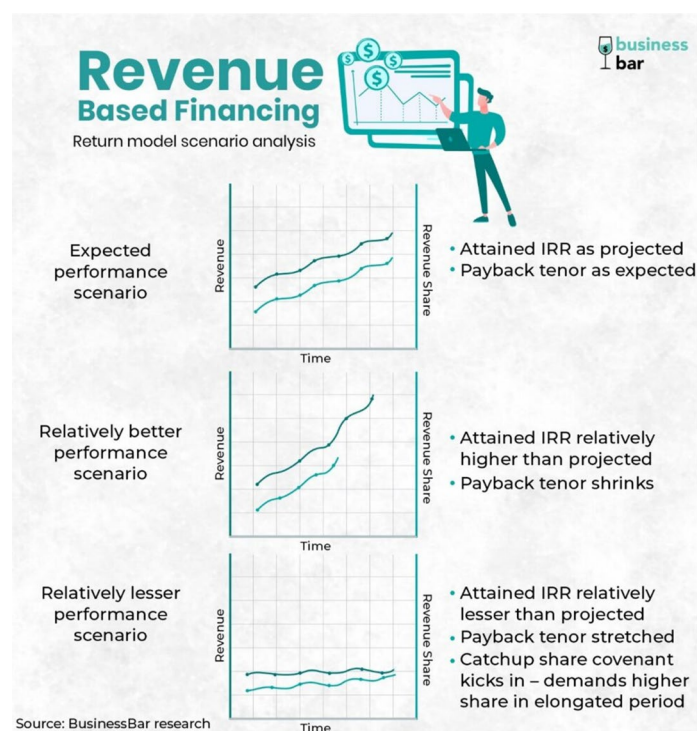 Revenue
Based Financing
Return model scenario analysis
business
bar
$
$
$
$
Expected
performance
scenario
Revenue
Revenue Share
Time
• Attained IRR as projected
• Payback tenor as expected
Relatively better
performance
scenario
Revenue
Revenue Share
Time
• Attained IRR relatively
higher than projected
• Payback tenor shrinks
Relatively lesser
performance
scenario
Revenue
Revenue Share
Time
• Attained IRR relatively
lesser than projected
• Payback tenor stretched
• Catchup share covenant
kicks in – demands higher
share in elongated period
Source: BusinessBar research